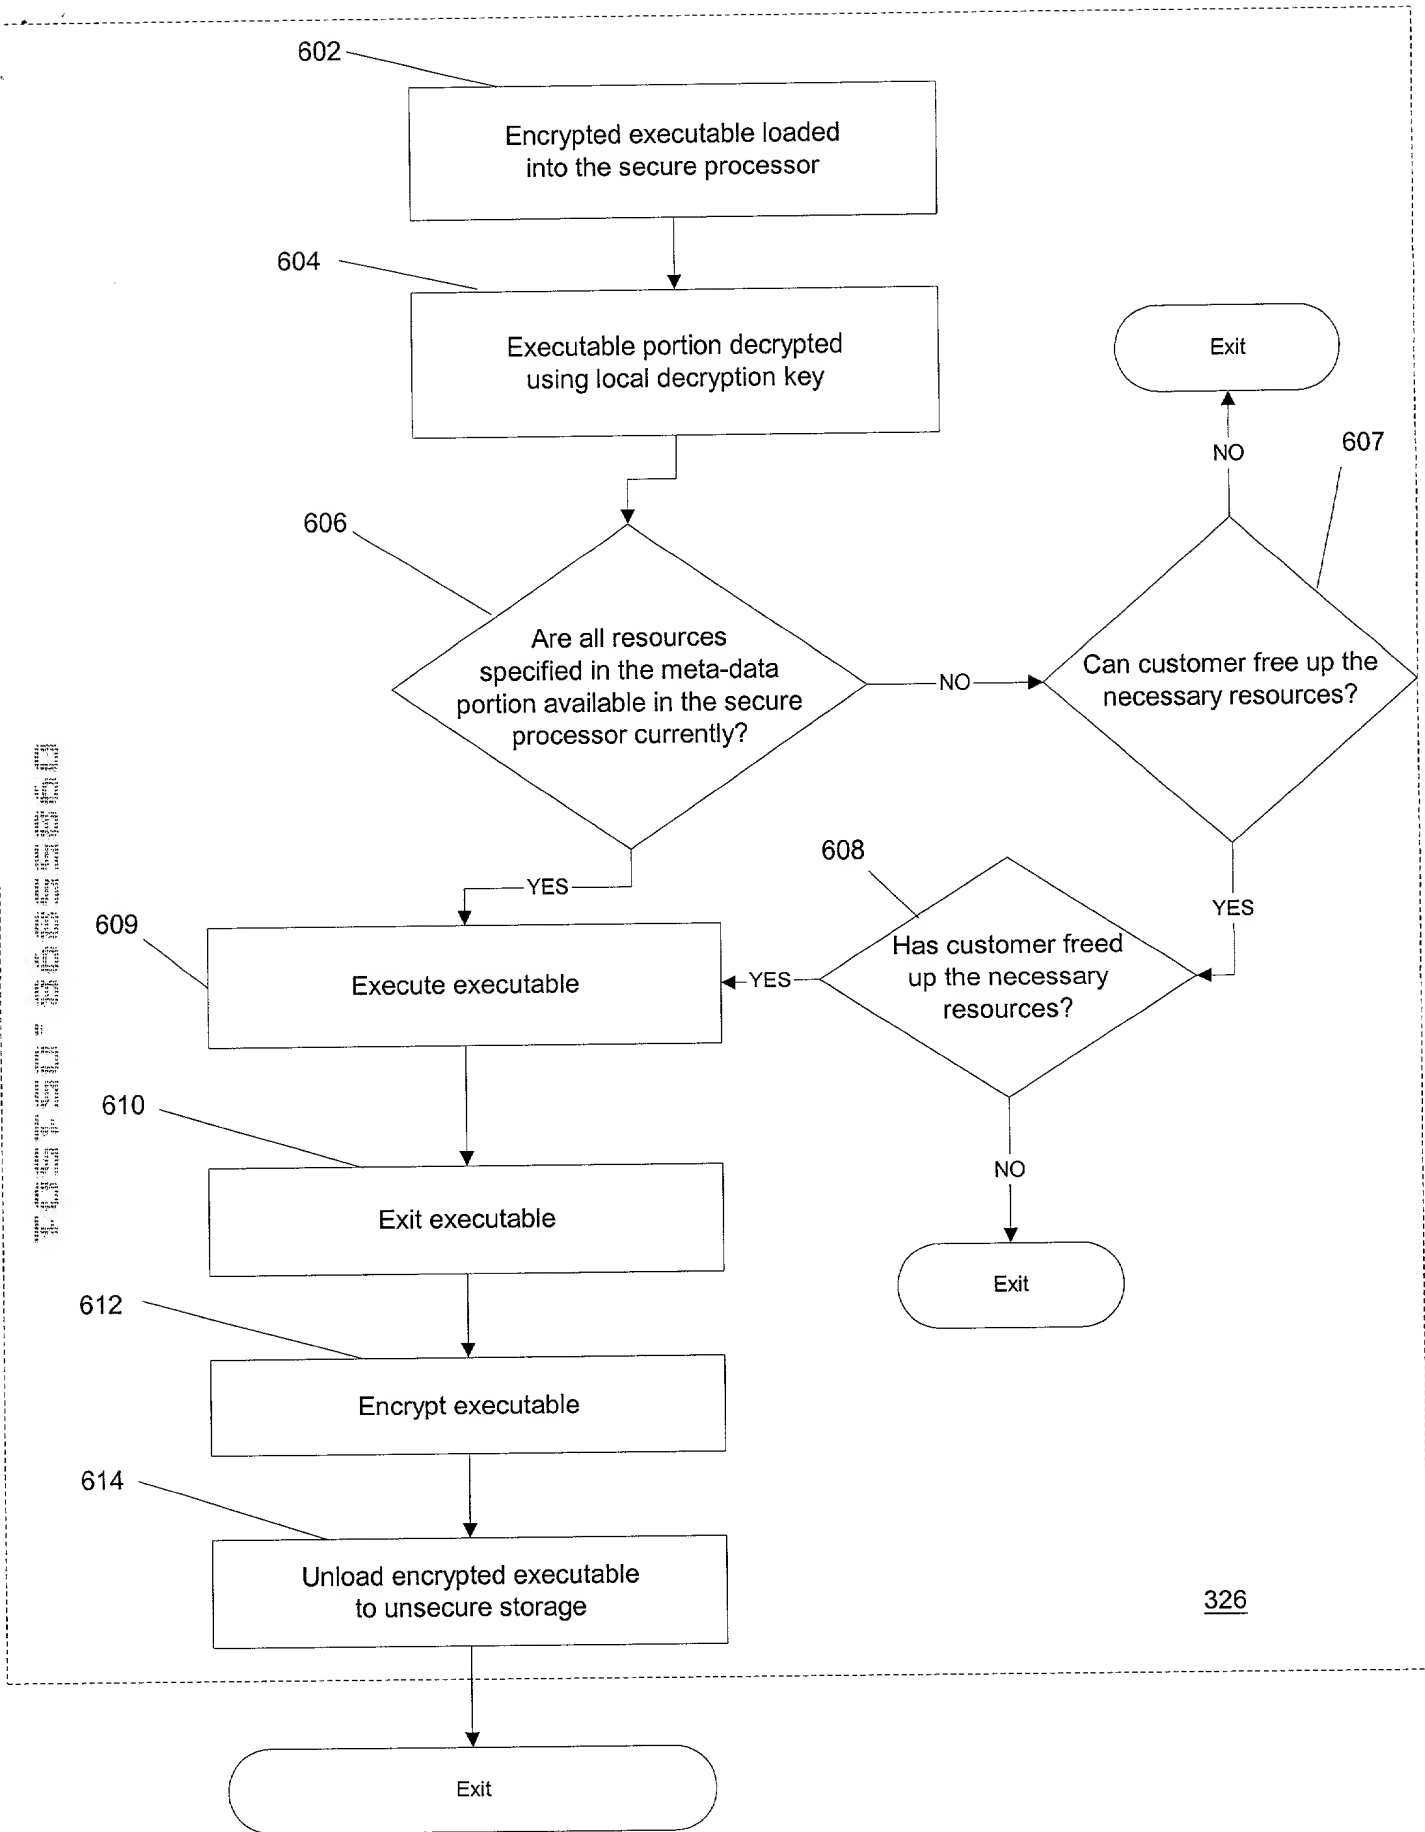 602
Encrypted executable loaded
into the secure processor
604
Executable portion decrypted
using local decryption key
Exit
NO
607
606
Are all resources
specified in the meta-data
portion available in the secure
processor currently?
NO
Can customer free up the
necessary resources?
YES
608
YES
609
Execute executable
YES
Has customer freed
up the necessary
resources?
610
Exit executable
NO
Exit
612
Encrypt executable
614
Unload encrypted executable
to unsecure storage
326
Exit